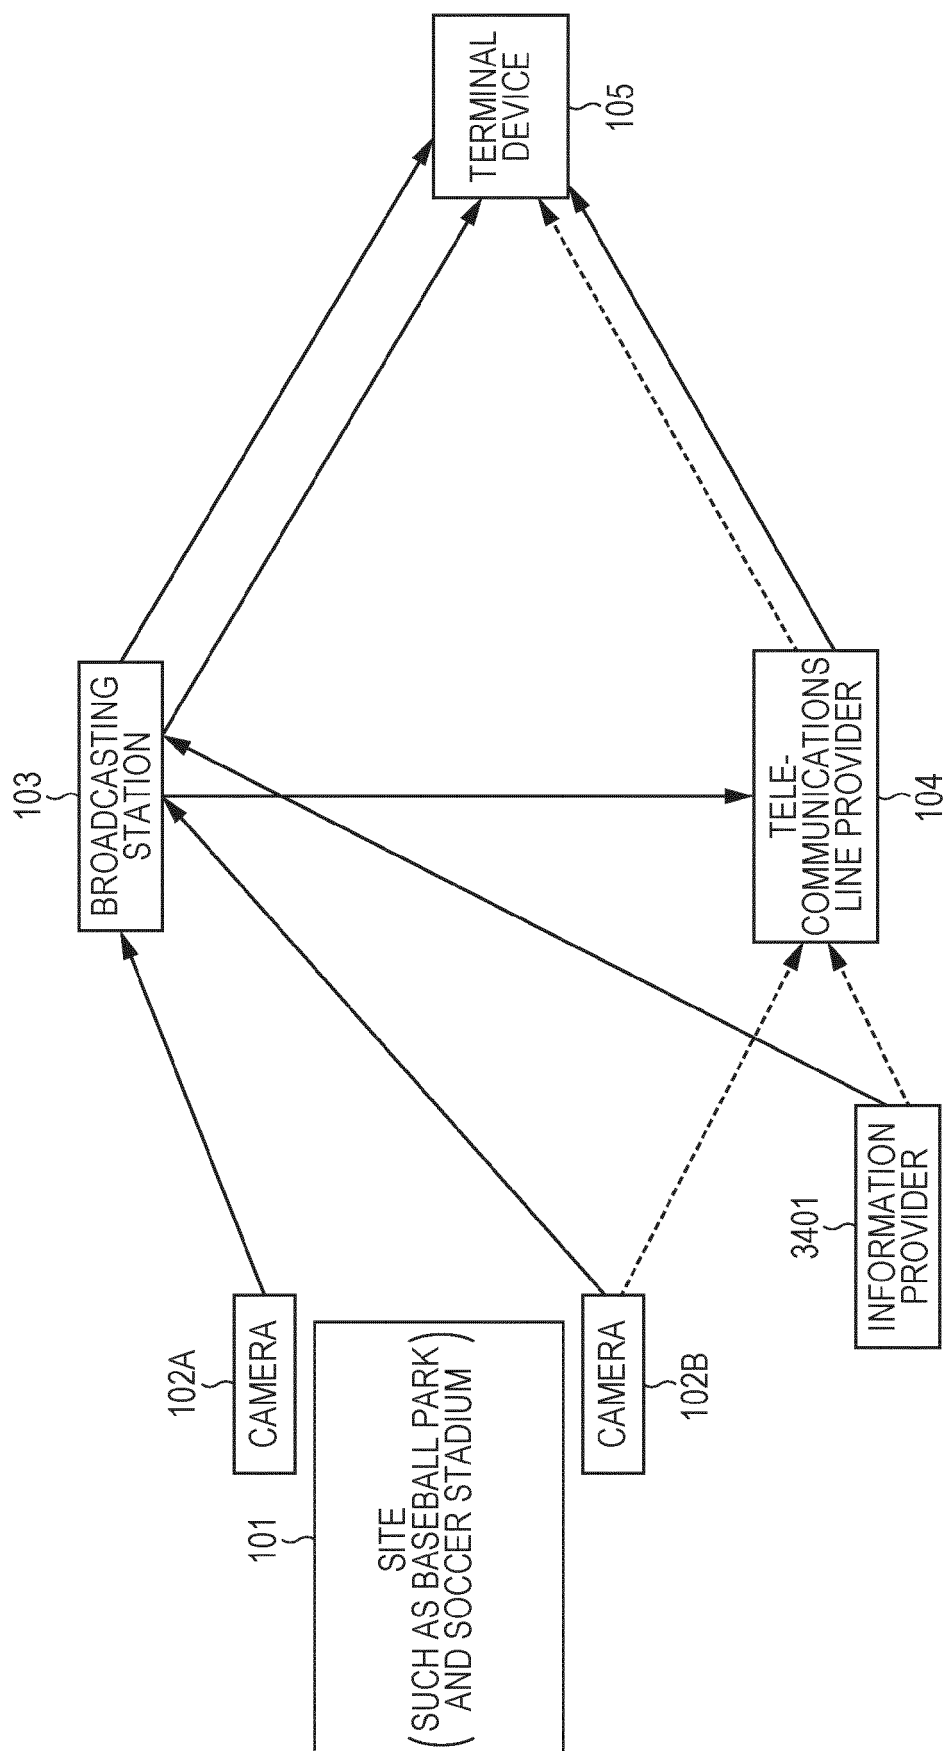 101
SITE
(SUCH AS BASEBALL PARK
AND SOCCER STADIUM)
102A
CAMERA
CAMERA
102B
3401
INFORMATION
PROVIDER
103
BROADCASTING
STATION
TELE-
COMMUNICATIONS
LINE PROVIDER
104
TERMINAL
DEVICE
105